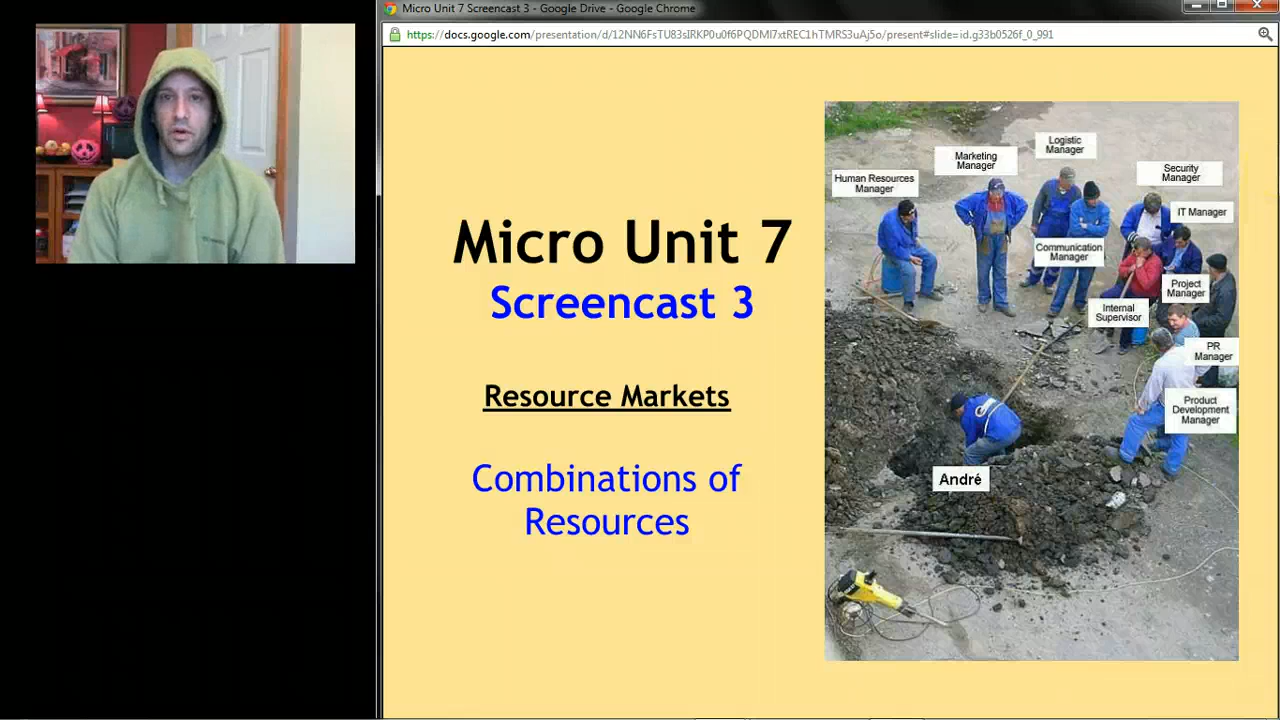 Micro Unit 7 Screencast 3 - Google Drive - Google Chrome
https://docs.google.com/presentation/d/12NN6FsTU83sIRKP0u0f6PQDMl7xtREC1hTMRS3uAj5o/present#slide=id.g33b0526f_0_991
Micro Unit 7
Screencast 3
Resource Markets
Combinations of
Resources
Human Resources
Manager
Marketing
Manager
Logistic
Manager
Security
Manager
IT Manager
Communication
Manager
Project
Manager
Internal
Supervisor
PR
Manager
Product
Development
Manager
André